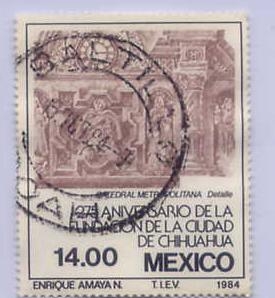 SALTILLO
CATEDRAL METROPOLITANA Detalle
275 ANIVERSARIO DE LA
FUNDACION DE LA CIUDAD
DE CHIHUAHUA
14.00 MEXICO
ENRIQUE AMAYA N. T.I.E.V. 1984